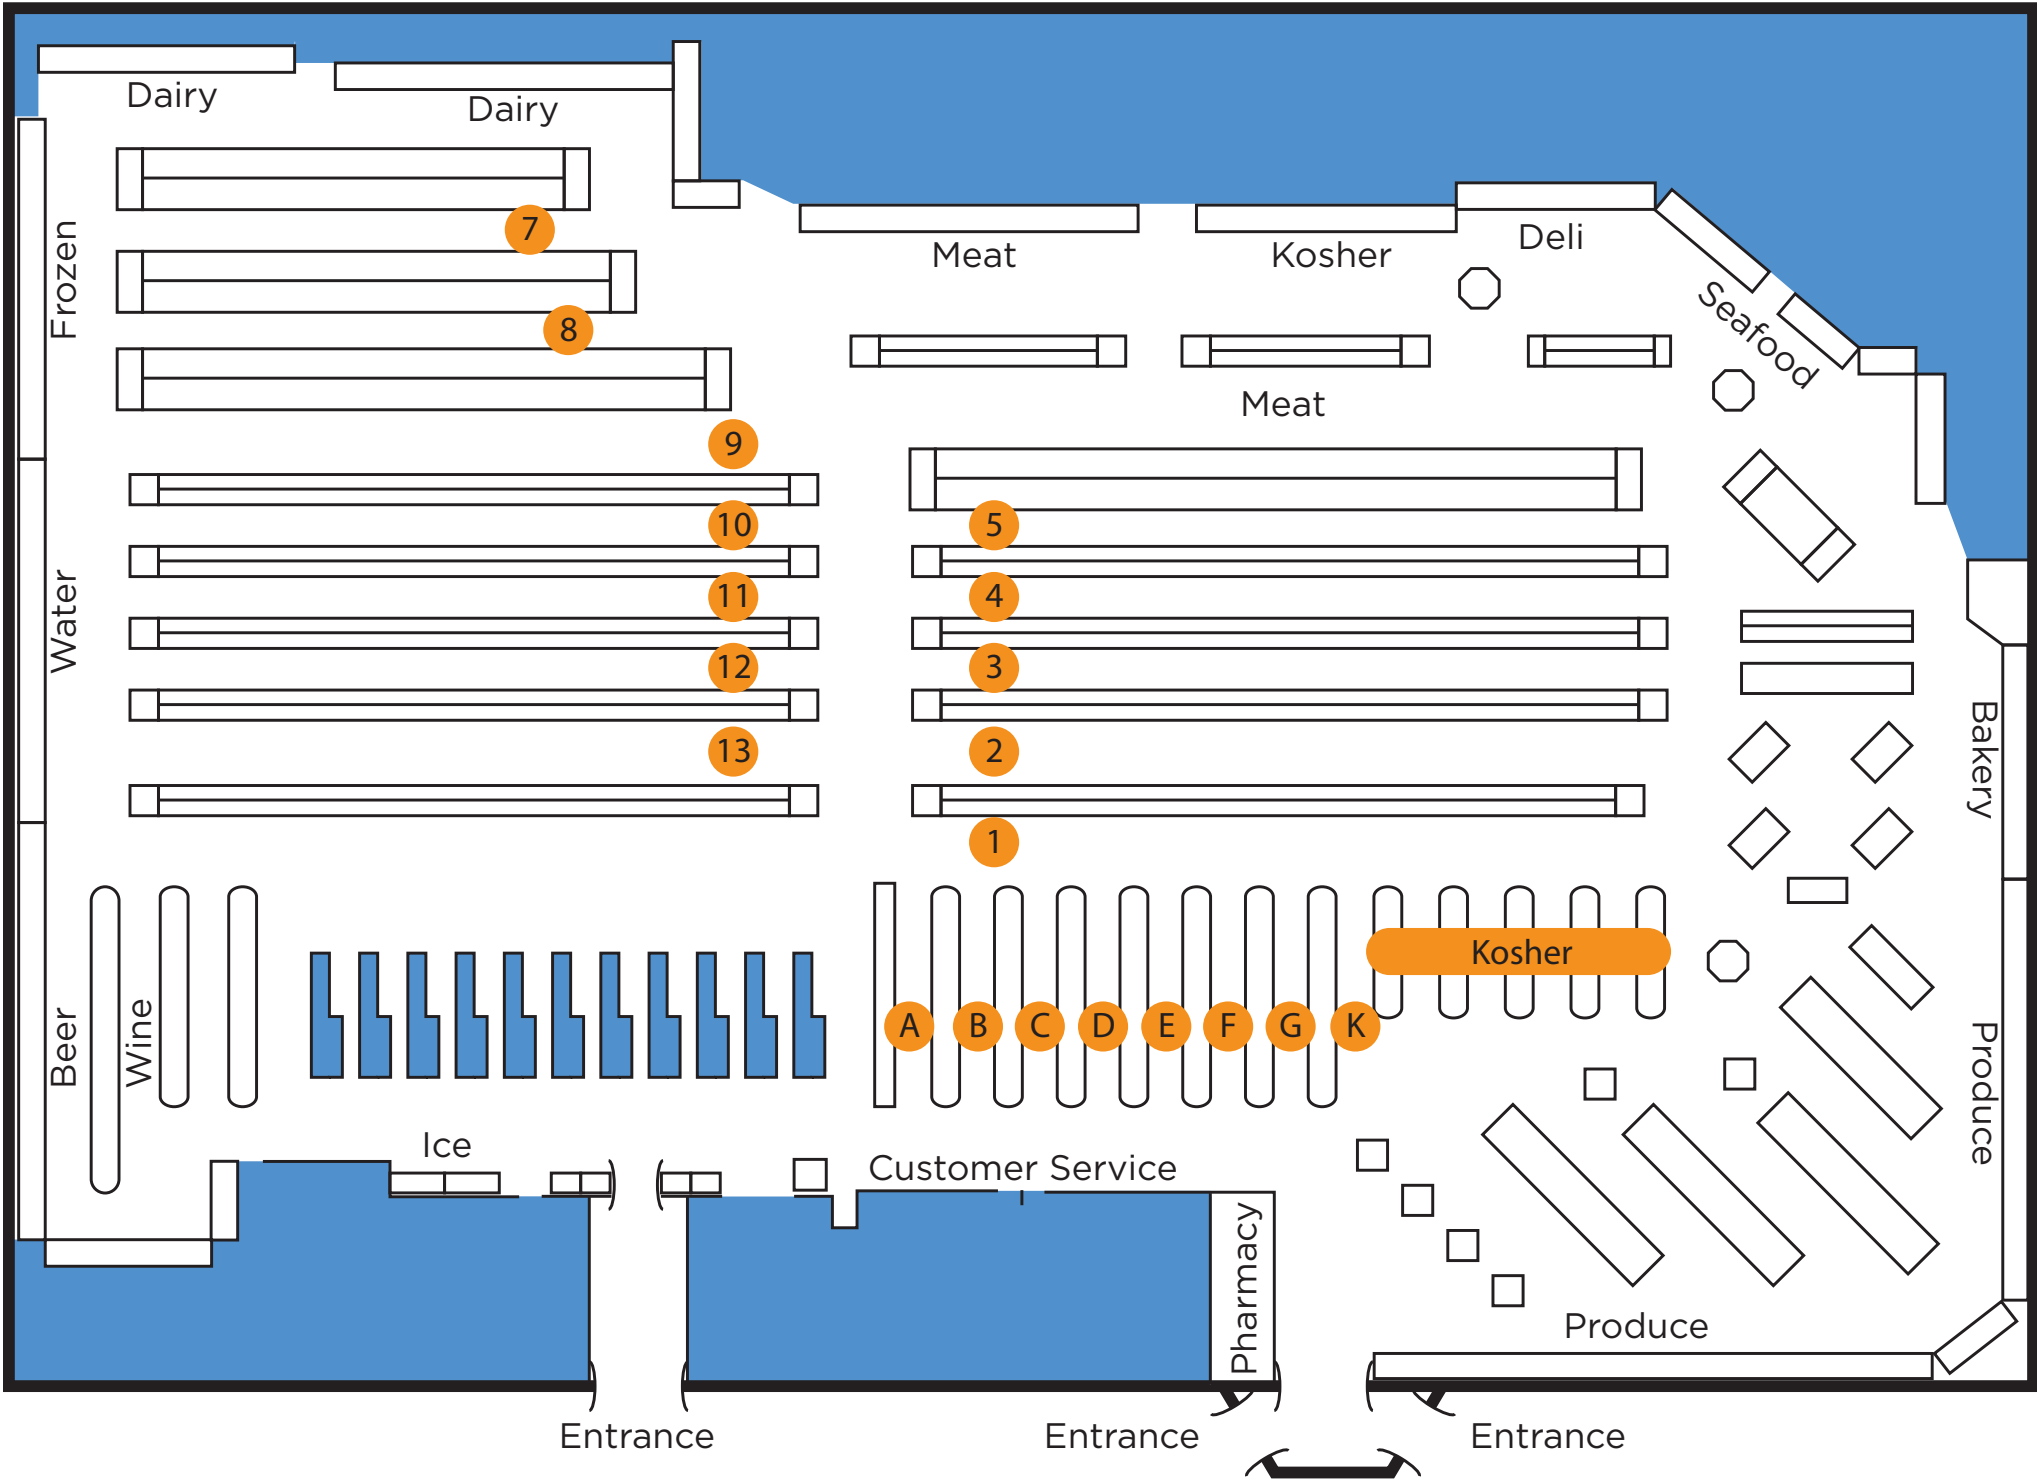 Dairy
Dairy
7
Frozen
Meat
Kosher
Deli
8
Seafood
Meat
9
10
5
11
4
Water
12
3
13
2
Bakery
1
Kosher
A
B
C
D
E
F
G
K
Beer
Wine
Produce
Ice
Customer Service
Pharmacy
Produce
Entrance
Entrance
Entrance